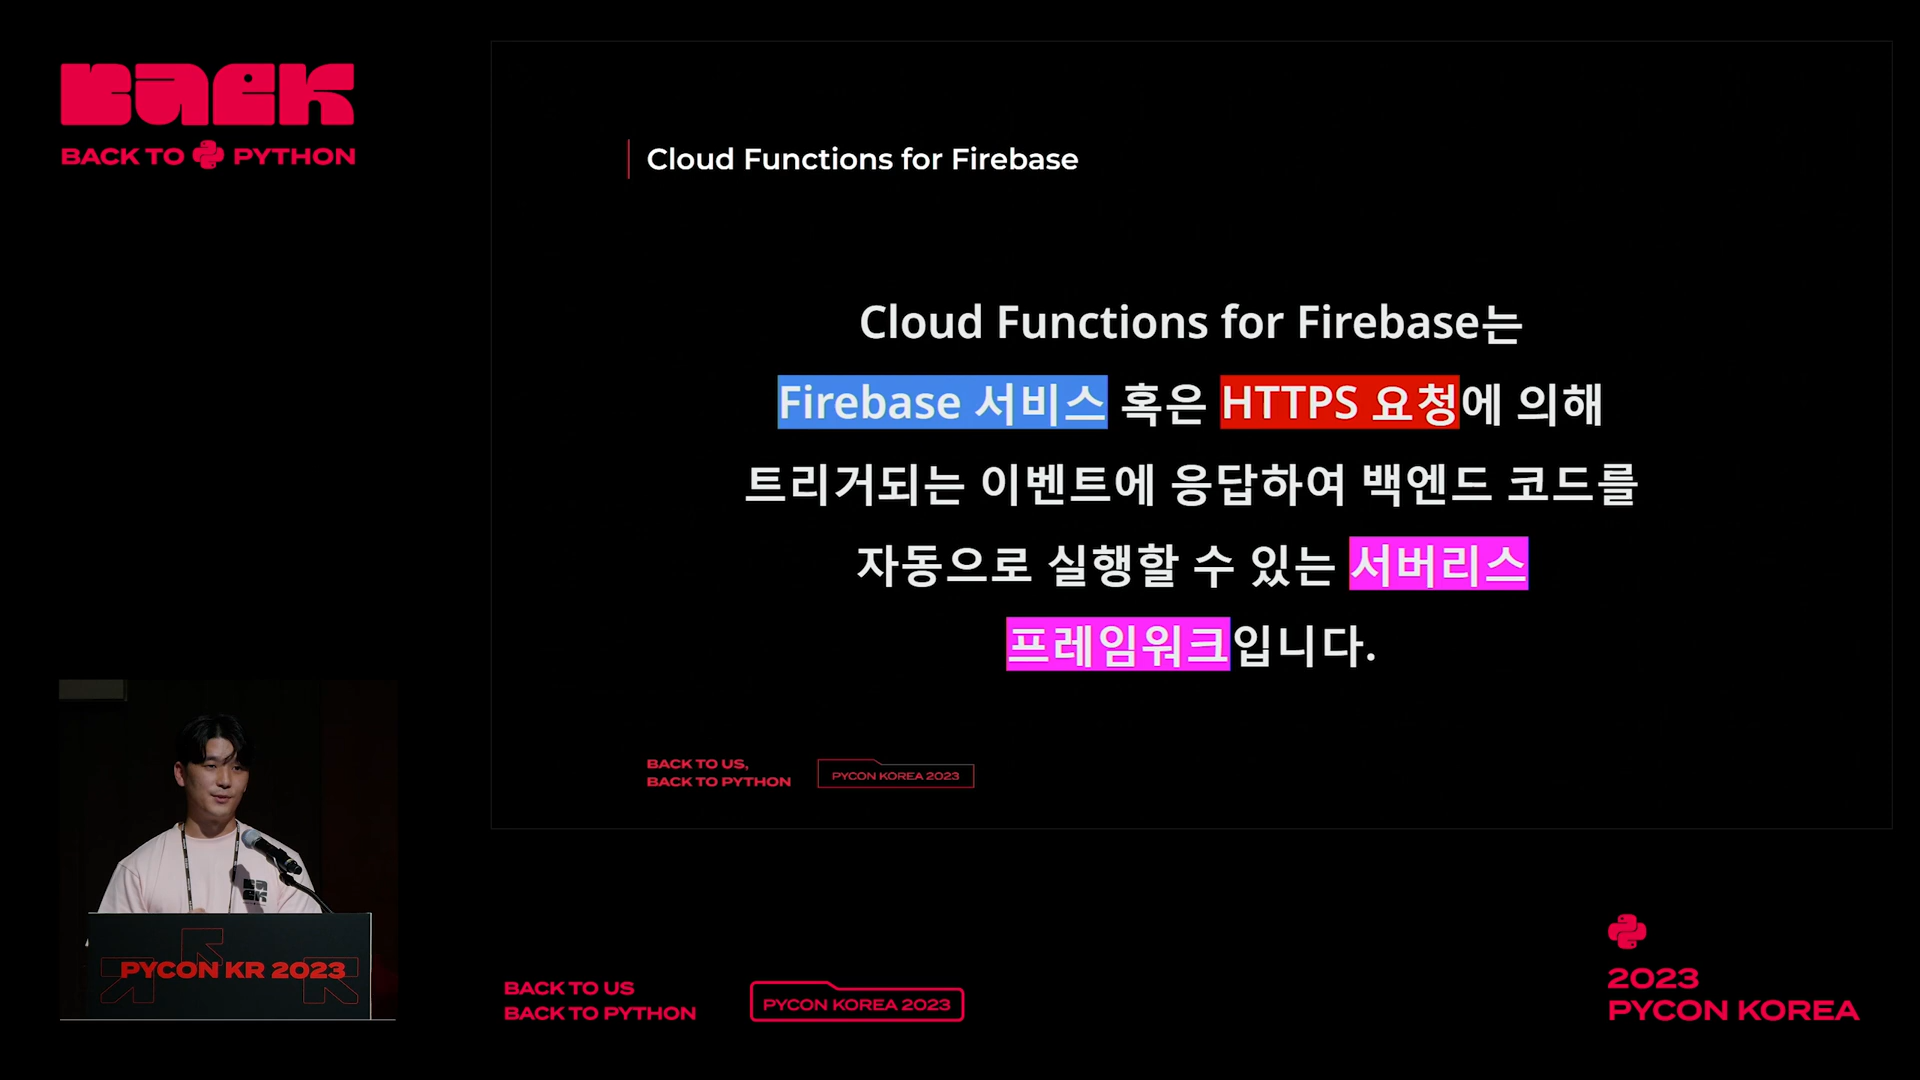 BACK
BACK TO PYTHON
Cloud Functions for Firebase
Cloud Functions for Firebase는
Firebase 서비스 혹은 HTTPS 요청에 의해
트리거되는 이벤트에 응답하여 백엔드 코드를
자동으로 실행할 수 있는 서버리스
프레임워크입니다.
BACK TO US,
BACK TO PYTHON
PYCON KOREA 2023
BACK
PYCON KR 2023
BACK TO US
BACK TO PYTHON
PYCON KOREA 2023
2023
PYCON KOREA